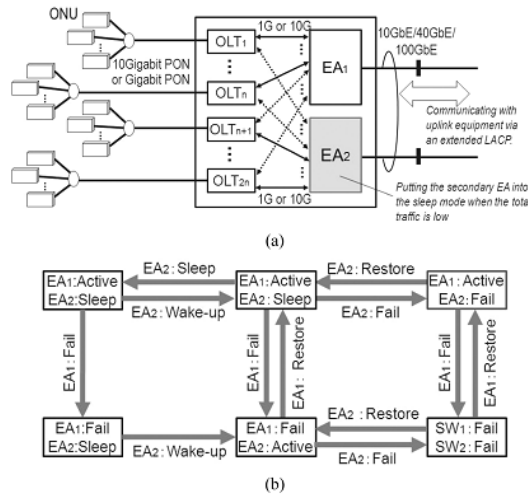 ONU
10Gigabit PON
or Gigabit PON
1G or 10G
OLT1
OLTn
OLTn+1
OLT2n
1G or 10G
EA1
EA2
10GbE/40GbE/
100GbE
Communicating with
uplink equipment via
an extended LACP.
Putting the secondary EA into
the sleep mode when the total
traffic is low
(a)
EA1:Active
EA2:Sleep
EA2: Sleep
EA2: Wake-up
EA1: Active
EA2: Sleep
EA2: Restore
EA2: Fail
EA1: Active
EA2: Fail
EA1: Fail
EA1: Fail
EA1: Restore
EA1: Fail
EA1: Restore
EA1:Fail
EA2:Sleep
EA2: Wake-up
EA1: Fail
EA2: Active
EA2 : Restore
EA2: Fail
SW1: Fail
SW2: Fail
(b)